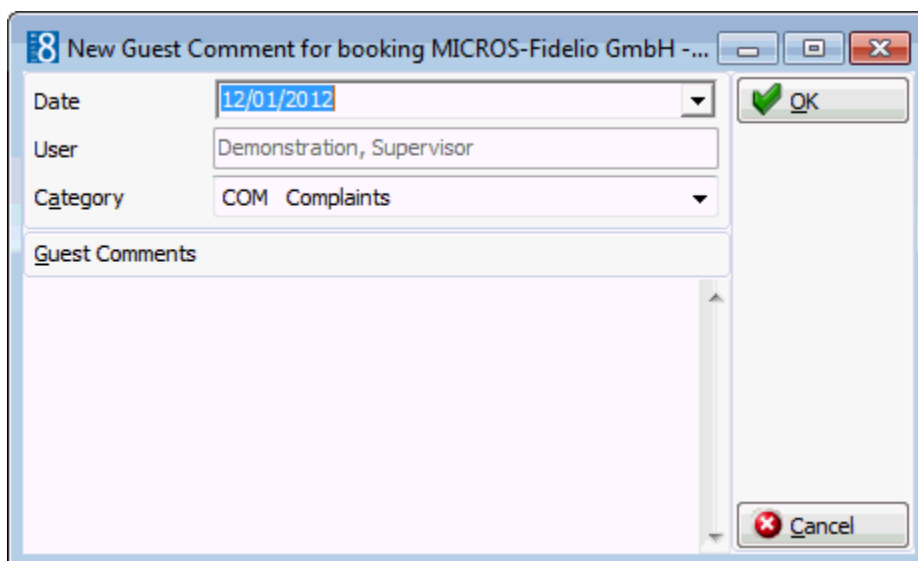 8 New Guest Comment for booking MICROS-Fidelio GmbH -...
Date 12/01/2012
OK
User Demonstration, Supervisor
Category COM Complaints
Guest Comments
Cancel